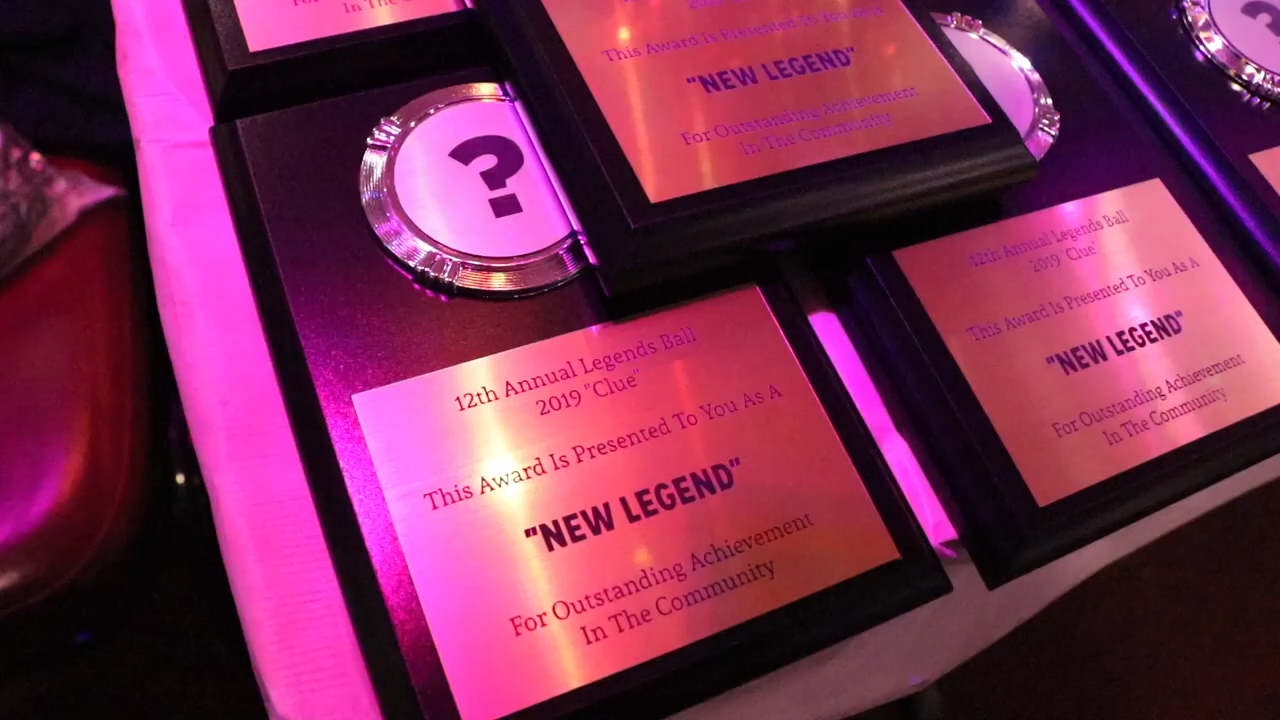 For
In The
This Award Is Presented To You As A
"NEW LEGEND"
For Outstanding Achievement
In The Community
?
?
12th Annual Legends Ball
2019 "Clue"
This Award Is Presented To You As A
"NEW LEGEND"
For Outstanding Achievement
In The Community
12th Annual Legends Ball
2019 "Clue"
This Award Is Presented To You As A
"NEW LEGEND"
For Outstanding Achievement
In The Community